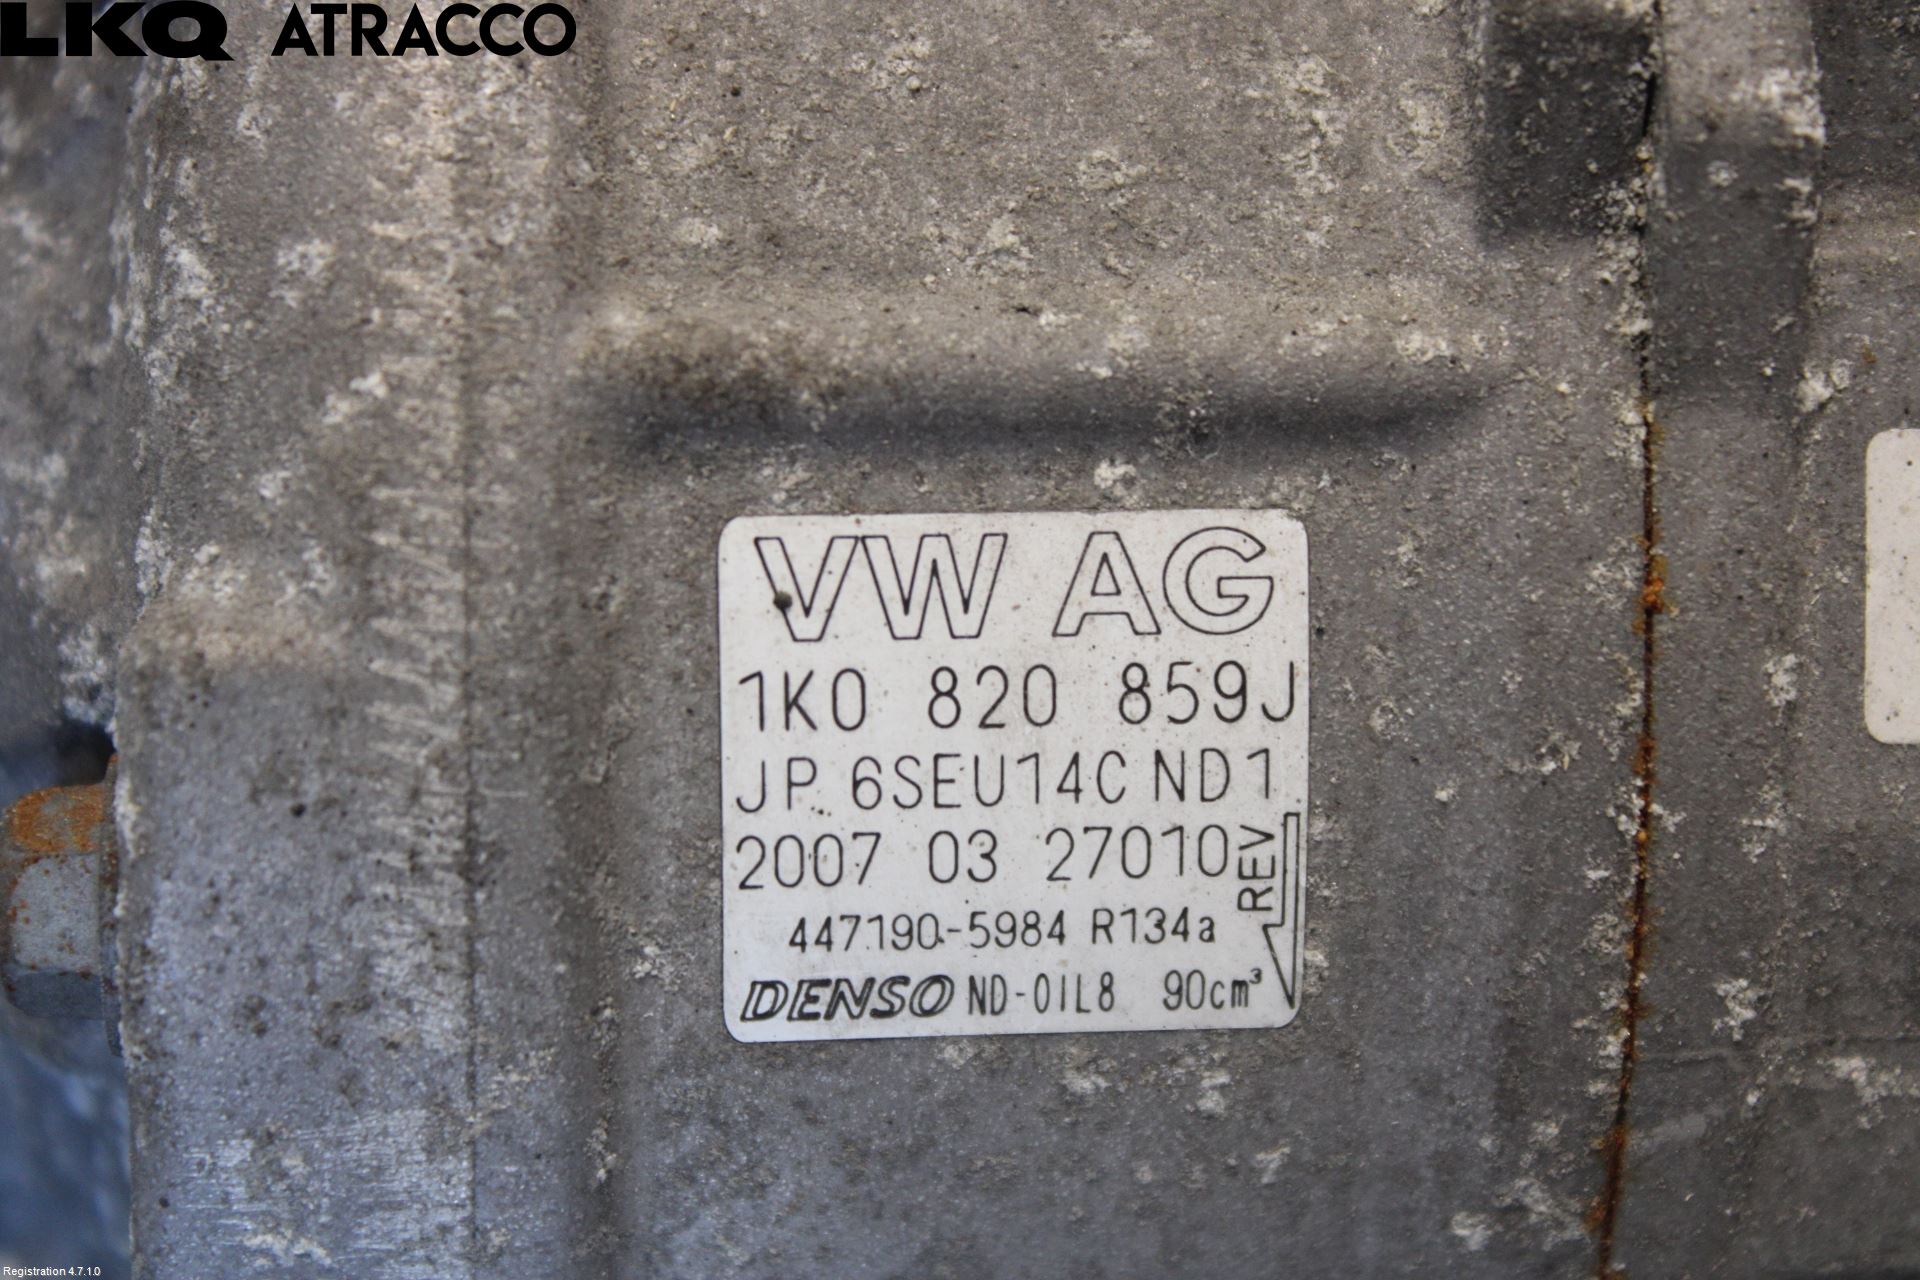 LKQ ATRACCO
VW AG
1K0 820 859J
JP 6SEU14C ND1
2007 03 27010
REV
447190-5984 R134a
DENSO ND-OIL8 90cm³
Registration 4.7.1.0